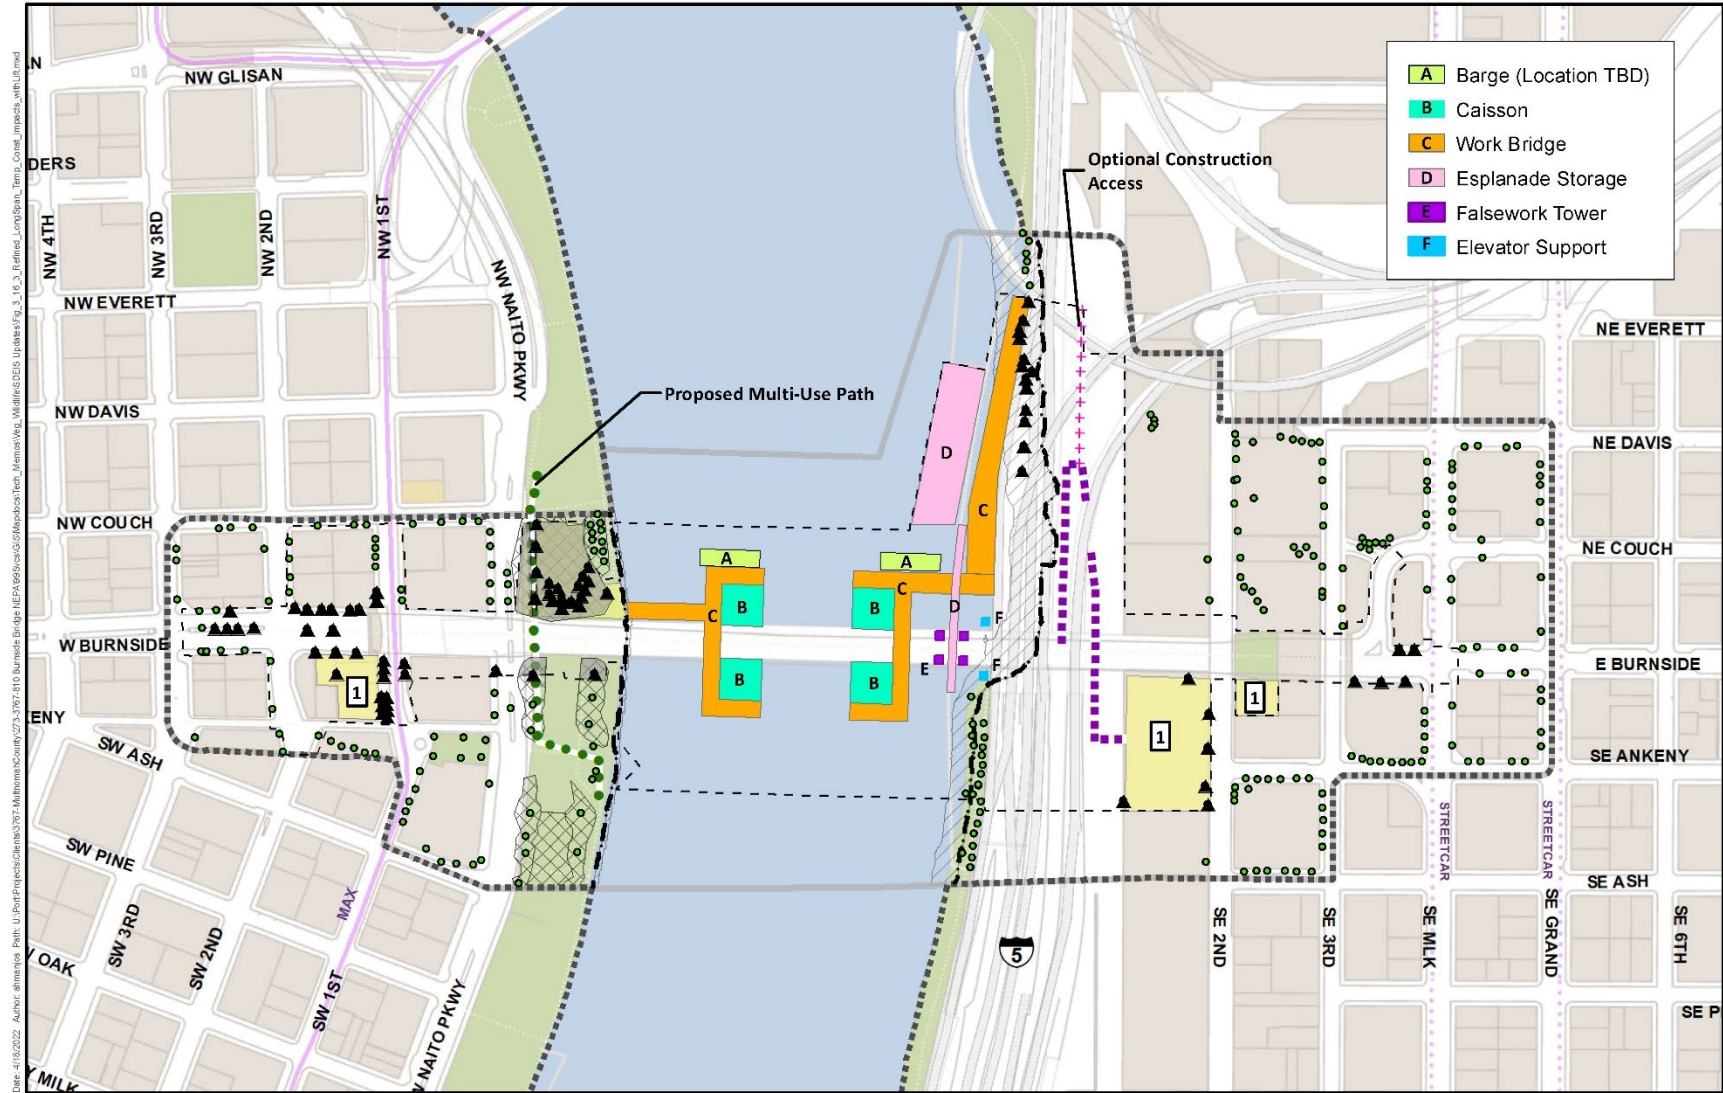 A Barge (Location TBD)
B Caisson
C Work Bridge
D Esplanade Storage
E Falsework Tower
F Elevator Support
NW GLISAN
DERS
NW 4TH
NW 3RD
NW 2ND
NW 1ST
NW NAITO PKWY
NW EVERETT
NW DAVIS
NW COUCH
W BURNSIDE
KENY
SW ASH
SW PINE
OAK
MILK
SW 3RD
SW 2ND
SW 1ST
MAX
NAITO PKWY
Optional Construction
Access
Proposed Multi-Use Path
D
C
A
A
C
D
B
B
C
F
E
F
B
B
1
1
1
5
NE EVERETT
NE DAVIS
NE COUCH
E BURNSIDE
SE ANKENY
SE ASH
SE P
STREETCAR
STREETCAR
SE 2ND
SE 3RD
SE MLK
SE GRAND
SE 6TH